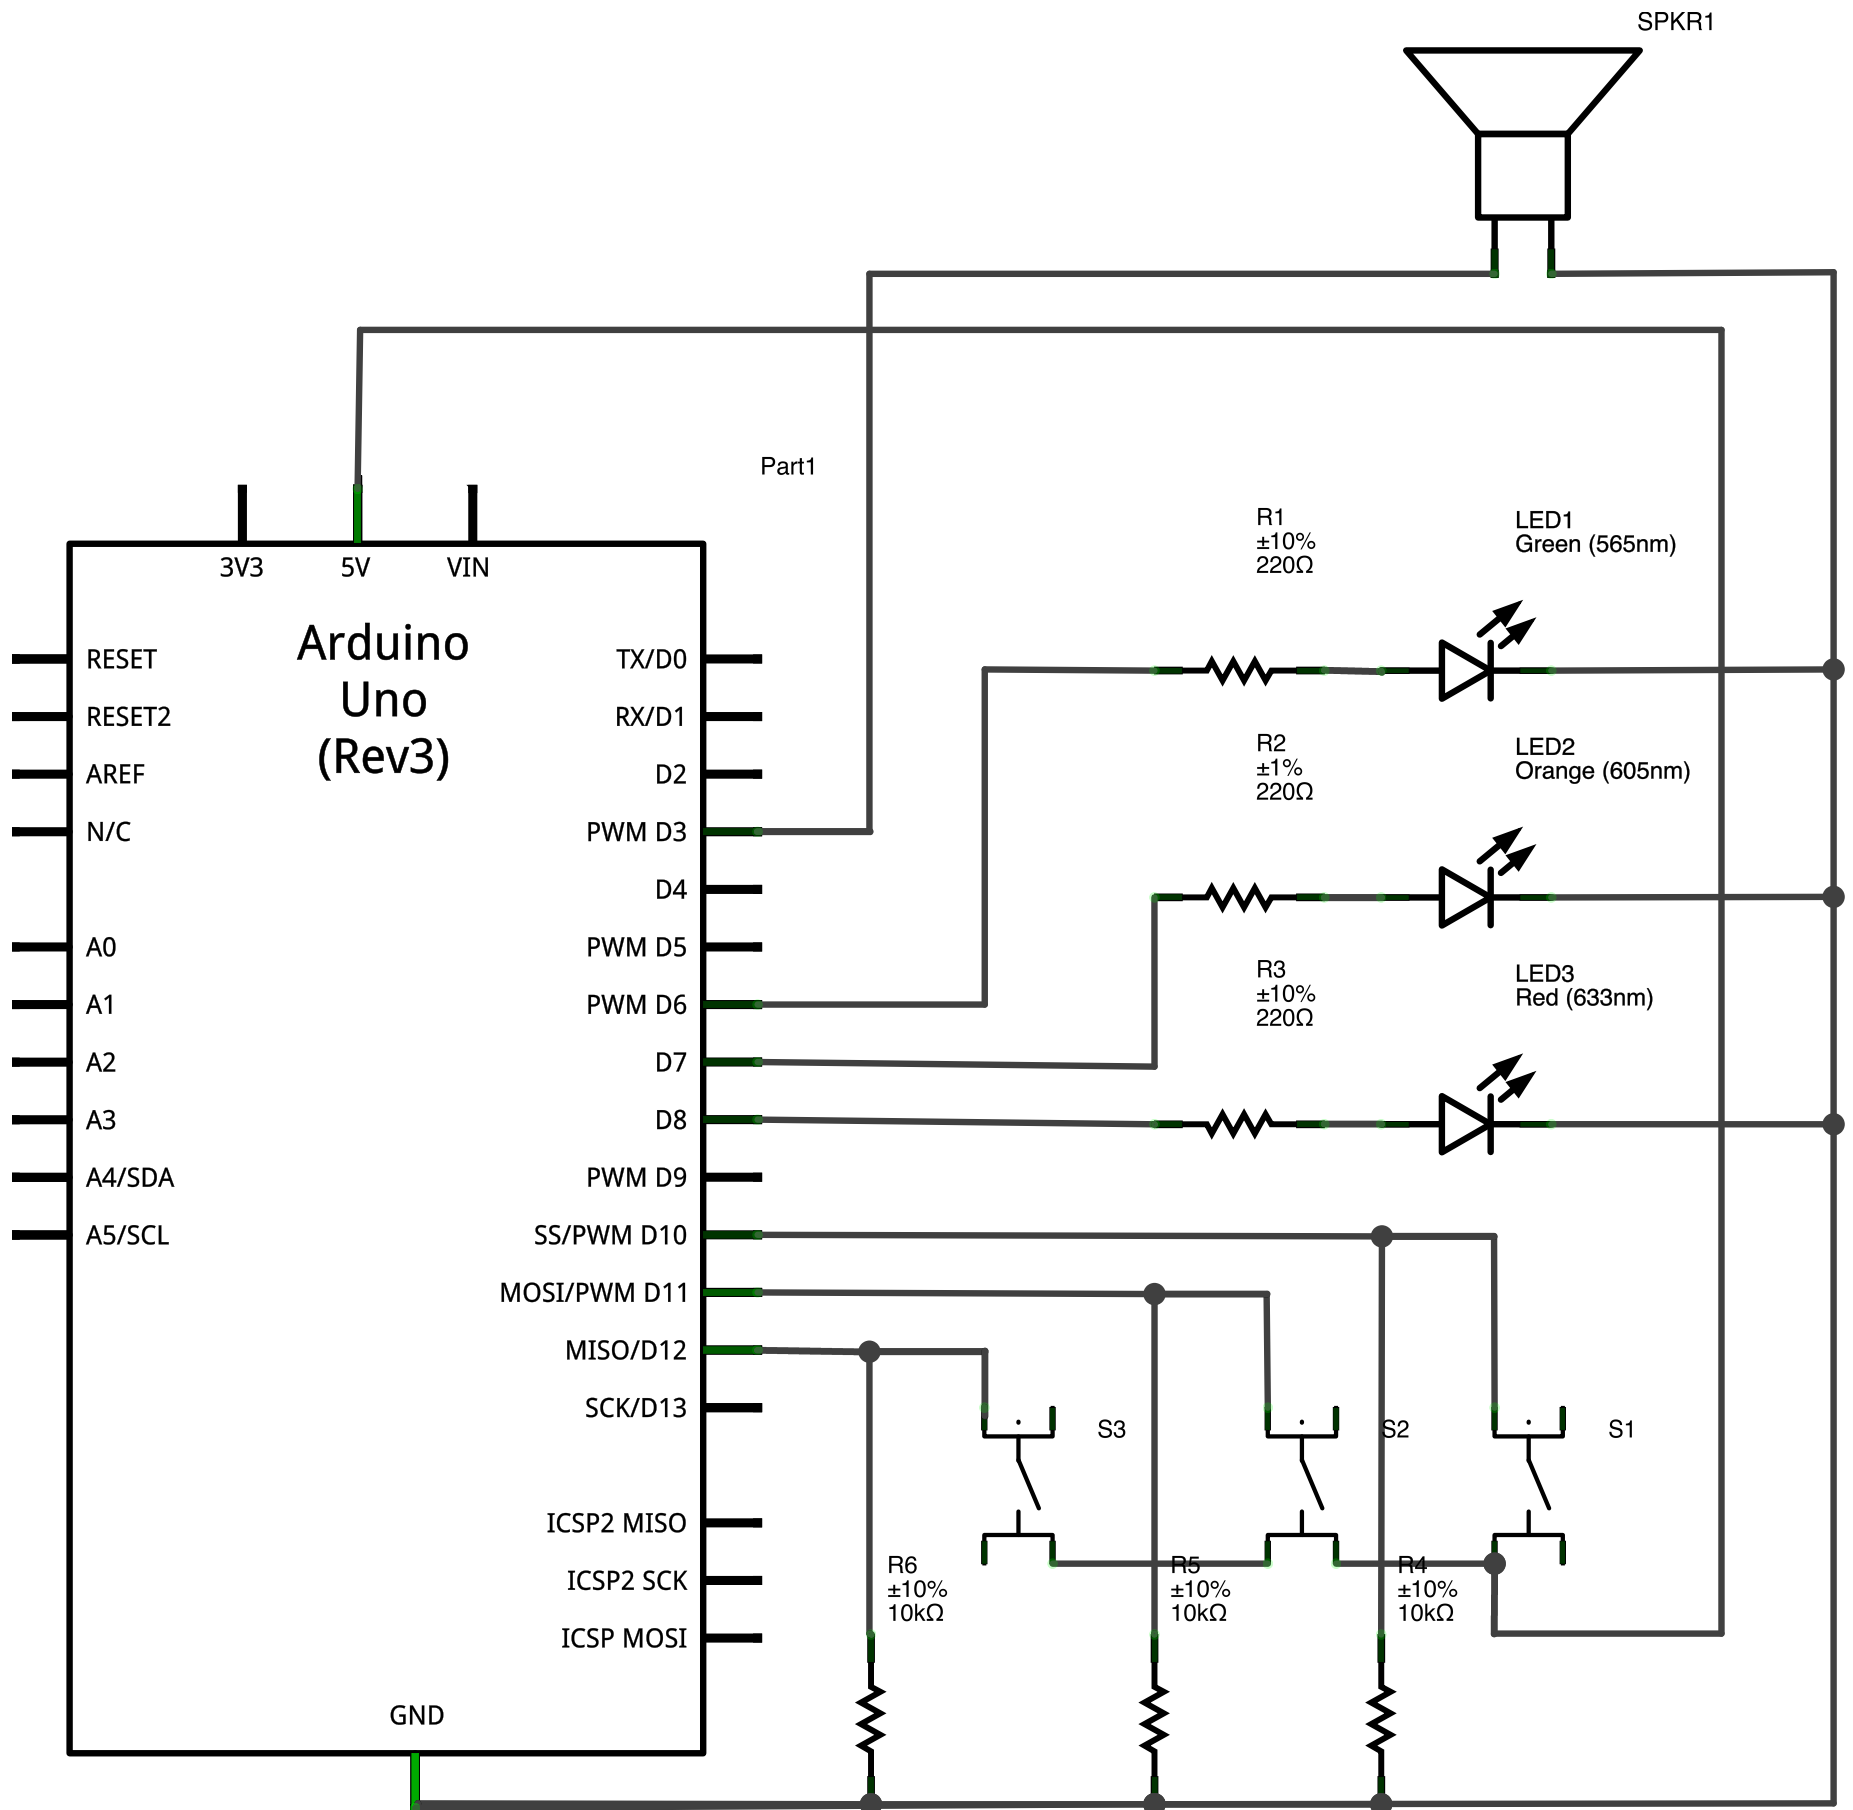 SPKR1
Part1
R1
±10%
220Ω
LED1
Green (565nm)
3V3
5V
VIN
Arduino
Uno
(Rev3)
RESET
RESET2
AREF
N/C
A0
A1
A2
A3
A4/SDA
A5/SCL
TX/D0
RX/D1
D2
PWM D3
D4
PWM D5
PWM D6
D7
D8
PWM D9
SS/PWM D10
MOSI/PWM D11
MISO/D12
SCK/D13
ICSP2 MISO
ICSP2 SCK
ICSP MOSI
GND
R2
±1%
220Ω
LED2
Orange (605nm)
R3
±10%
220Ω
LED3
Red (633nm)
S3
S2
S1
R6
±10%
10kΩ
R5
±10%
10kΩ
R4
±10%
10kΩ